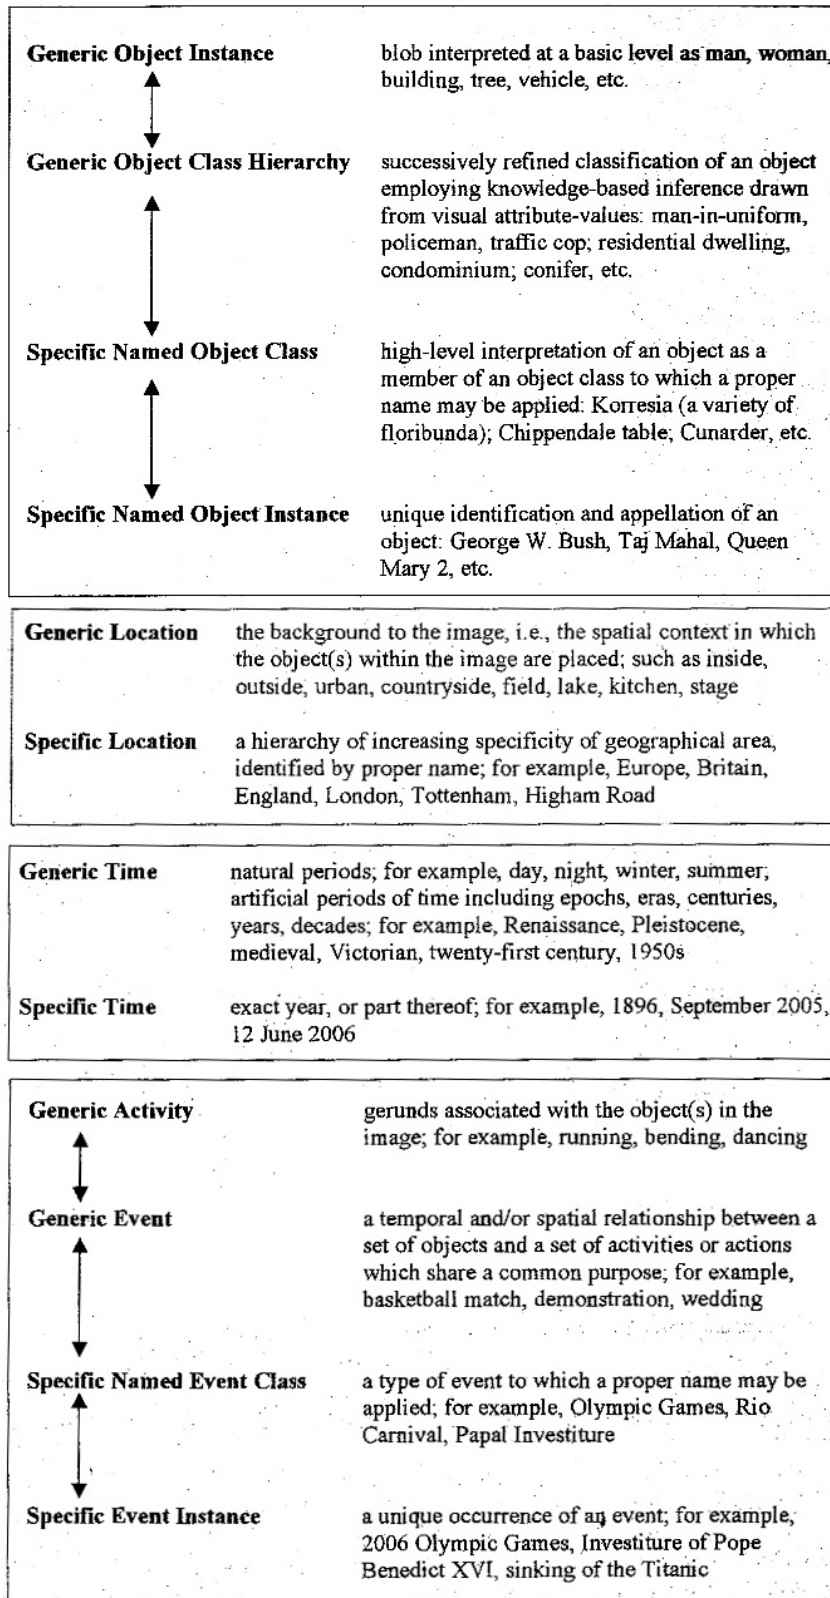 Generic Object Instance blob interpreted at a basic level as man, woman,
building, tree, vehicle, etc.
Generic Object Class Hierarchy successively refined classification of an object
employing knowledge-based inference drawn
from visual attribute-values: man-in-uniform,
policeman, traffic cop; residential dwelling,
condominium; conifer, etc.
Specific Named Object Class high-level interpretation of an object as a
member of an object class to which a proper
name may be applied: Korresia (a variety of
floribunda); Chippendale table; Cunarder, etc.
Specific Named Object Instance unique identification and appellation of an
object: George W. Bush, Taj Mahal, Queen
Mary 2, etc.
Generic Location the background to the image, i.e., the spatial context in which
the object(s) within the image are placed; such as inside,
outside, urban, countryside, field, lake, kitchen, stage
Specific Location a hierarchy of increasing specificity of geographical area,
identified by proper name; for example, Europe, Britain,
England, London, Tottenham, Higham Road
Generic Time natural periods; for example, day, night, winter, summer;
artificial periods of time including epochs, eras, centuries,
years, decades; for example, Renaissance, Pleistocene,
medieval, Victorian, twenty-first century, 1950s
Specific Time exact year, or part thereof; for example, 1896, September 2005,
12 June 2006
Generic Activity gerunds associated with the object(s) in the
image; for example, running, bending, dancing
Generic Event a temporal and/or spatial relationship between a
set of objects and a set of activities or actions
which share a common purpose; for example,
basketball match, demonstration, wedding
Specific Named Event Class a type of event to which a proper name may be
applied; for example, Olympic Games, Rio
Carnival, Papal Investiture
Specific Event Instance a unique occurrence of an event; for example,
2006 Olympic Games, Investiture of Pope
Benedict XVI, sinking of the Titanic